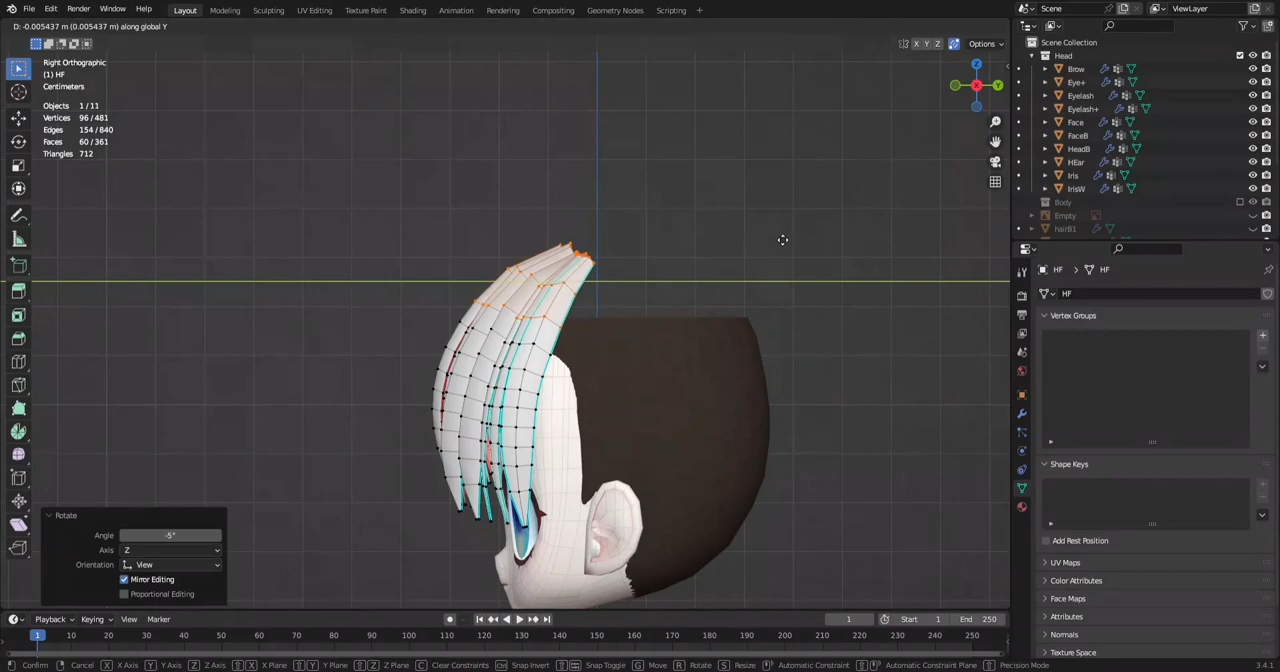 File Edit Render Window Help Layout Modeling Sculpting UV Editing Texture Paint Shading Animation Rendering Compositing Geometry Nodes Scripting + Scene ViewLayer
D: -0.005437 m (0.005437 m) along global Y
X Y Z Options
Right Orthographic
(1) HF
Centimeters
Objects 1 / 11
Vertices 96 / 481
Edges 154 / 840
Faces 60 / 361
Triangles 712
Z
X
Y
Scene Collection
Head
Brow
Eye+
Eyelash
Eyelash+
Face
FaceB
HeadB
HEar
Iris
IrisW
Body
Empty
hairB1
HF > HF
HF
Vertex Groups
Shape Keys
Add Rest Position
UV Maps
Color Attributes
Face Maps
Attributes
Normals
Texture Space
Rotate
Angle -5°
Axis Z
Orientation View
Mirror Editing
Proportional Editing
Playback Keying View Marker 1 Start 1 End 250
1 10 20 30 40 50 60 70 80 90 100 110 120 130 140 150 160 170 180 190 200 210 220 230 240 250
Confirm Cancel X X Axis Y Y Axis Z Z Axis X X Plane Y Y Plane Z Z Plane C Clear Constraints Snap Invert Snap Toggle G Move R Rotate S Resize Automatic Constraint Automatic Constraint Plane Precision Mode 3.4.1